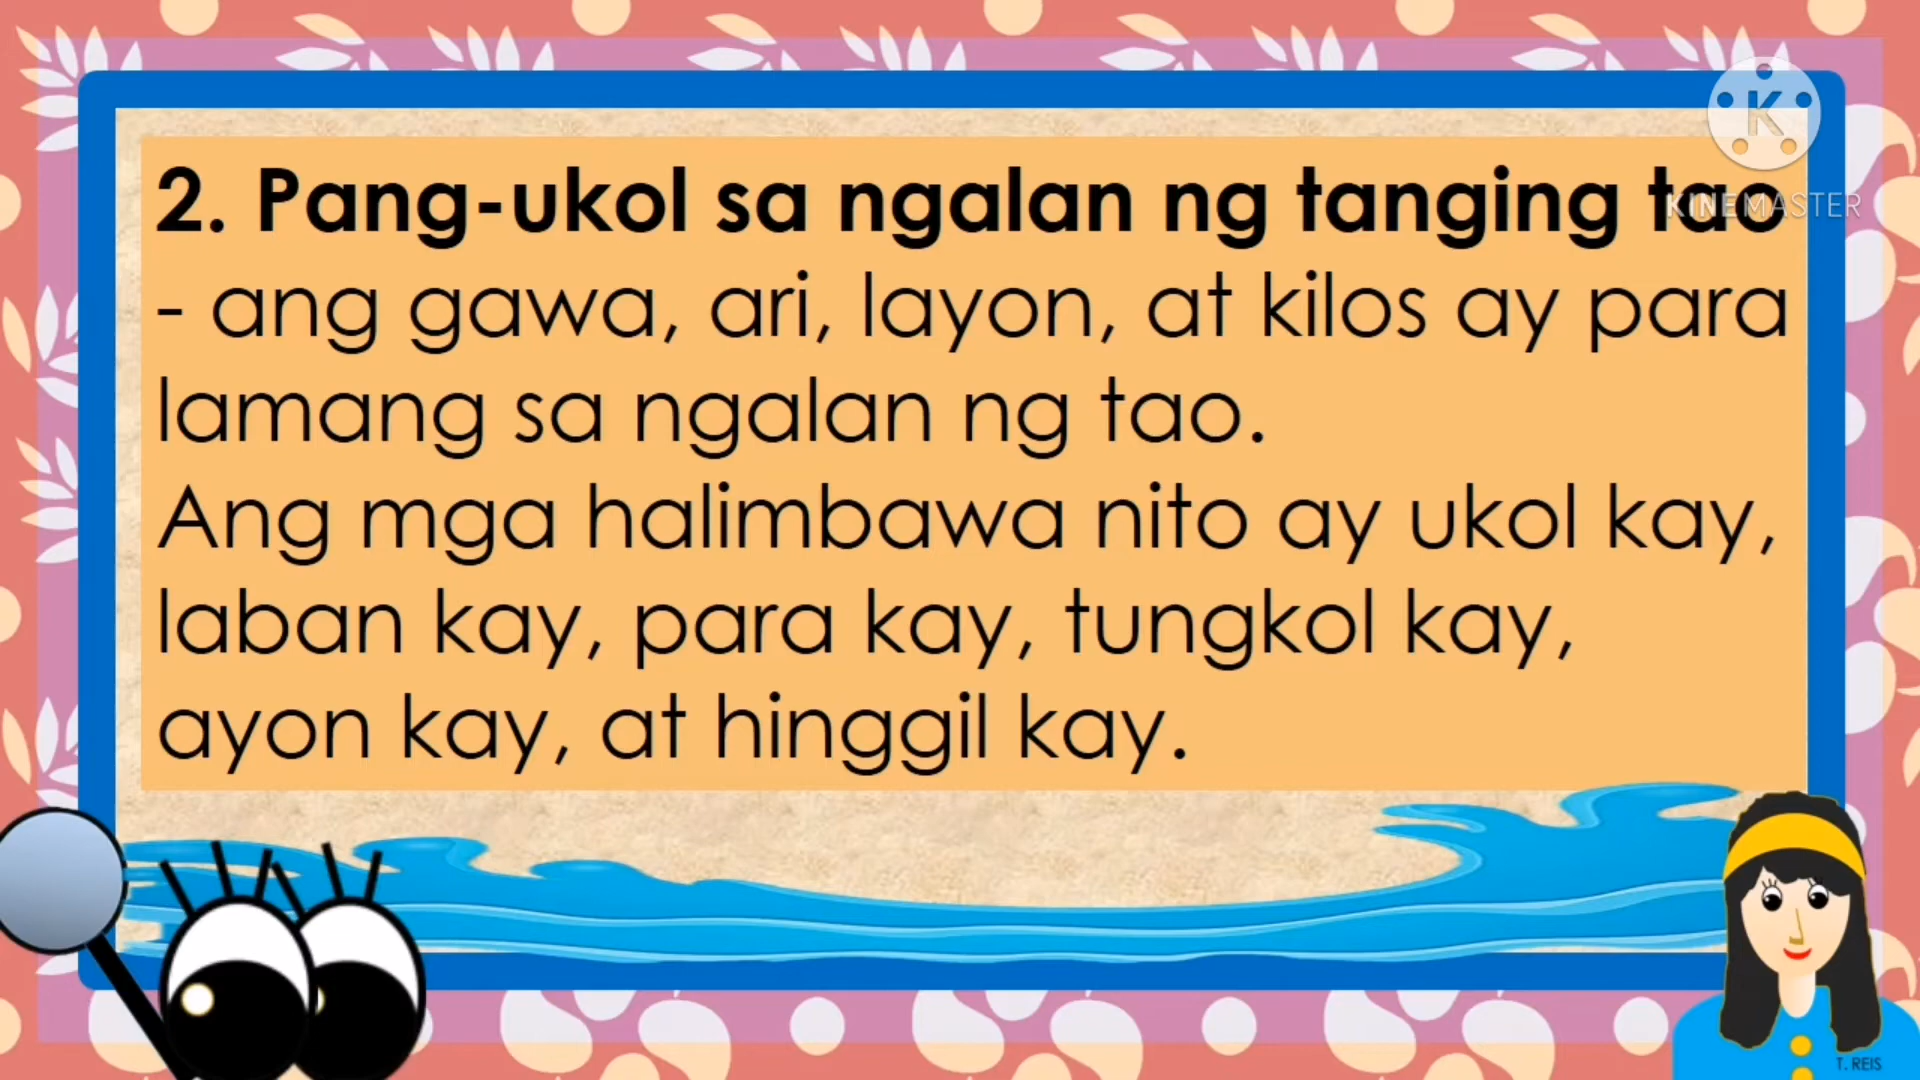 2. Pang-ukol sa ngalan ng tanging tao
- ang gawa, ari, layon, at kilos ay para
lamang sa ngalan ng tao.
Ang mga halimbawa nito ay ukol kay,
laban kay, para kay, tungkol kay,
ayon kay, at hinggil kay.
K
KINEMASTER
T. REIS